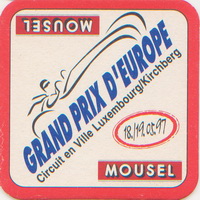 MOUSEL
GRAND PRIX D'EUROPE
Circuit en Ville Luxembourg/Kirchberg
18/19.05.97
MOUSEL